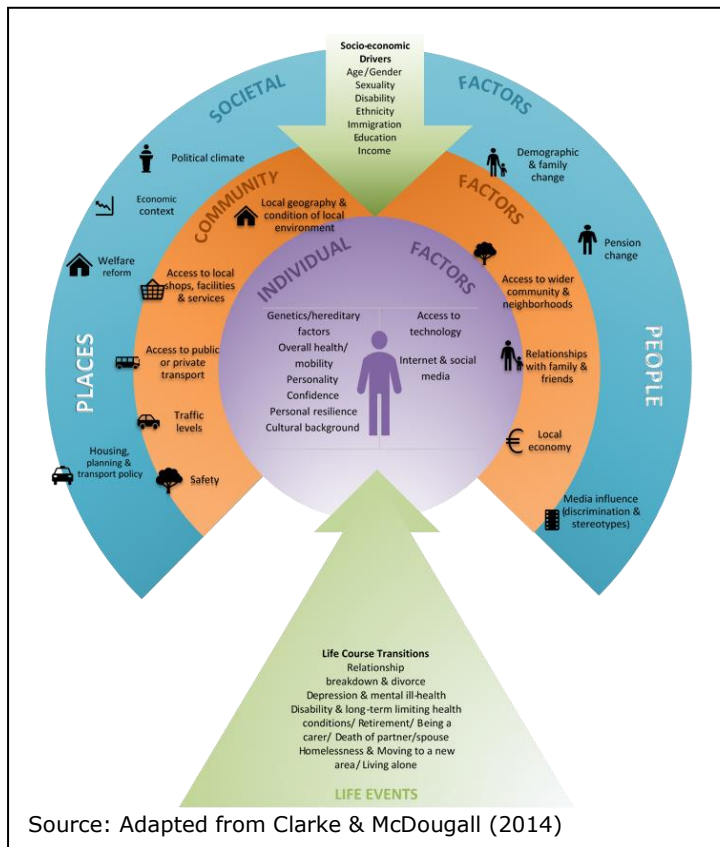 Socio-economic
Drivers
Age/Gender
Sexuality
Disability
Ethnicity
Immigration
Education
Income
SOCIETAL
FACTORS
Political climate
Economic
context
Welfare
reform
Housing,
planning &
transport policy
PLACES
Demographic
& family
change
Pension
change
Media influence
(discrimination &
stereotypes)
PEOPLE
COMMUNITY
FACTORS
Local geography &
condition of local
environment
Access to local
shops, facilities
& services
Access to public
or private
transport
Traffic
levels
Safety
Access to wider
community &
neighborhoods
Relationships
with family &
friends
€
Local
economy
INDIVIDUAL
FACTORS
Genetics/hereditary
factors
Overall health/
mobility
Personality
Confidence
Personal resilience
Cultural background
Access to
technology
Internet & social
media
Life Course Transitions
Relationship
breakdown & divorce
Depression & mental ill-health
Disability & long-term limiting health
conditions/ Retirement/ Being a
carer/ Death of partner/spouse
Homelessness & Moving to a new
area/ Living alone
LIFE EVENTS
Source: Adapted from Clarke & McDougall (2014)